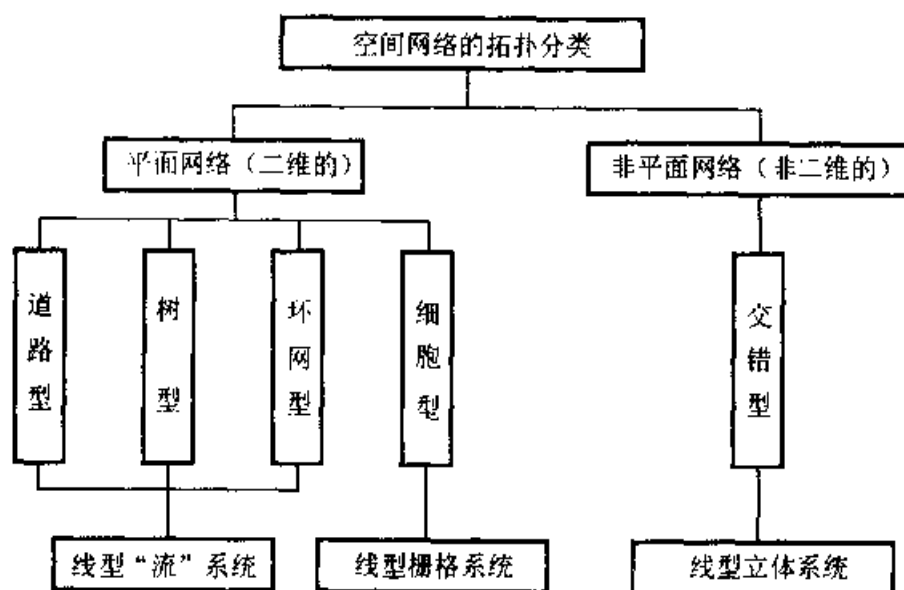 空间网络的拓扑分类
平面网络（二维的）
非平面网络（非二维的）
道路型
树型
环网型
细胞型
交错型
线型“流”系统
线型栅格系统
线型立体系统